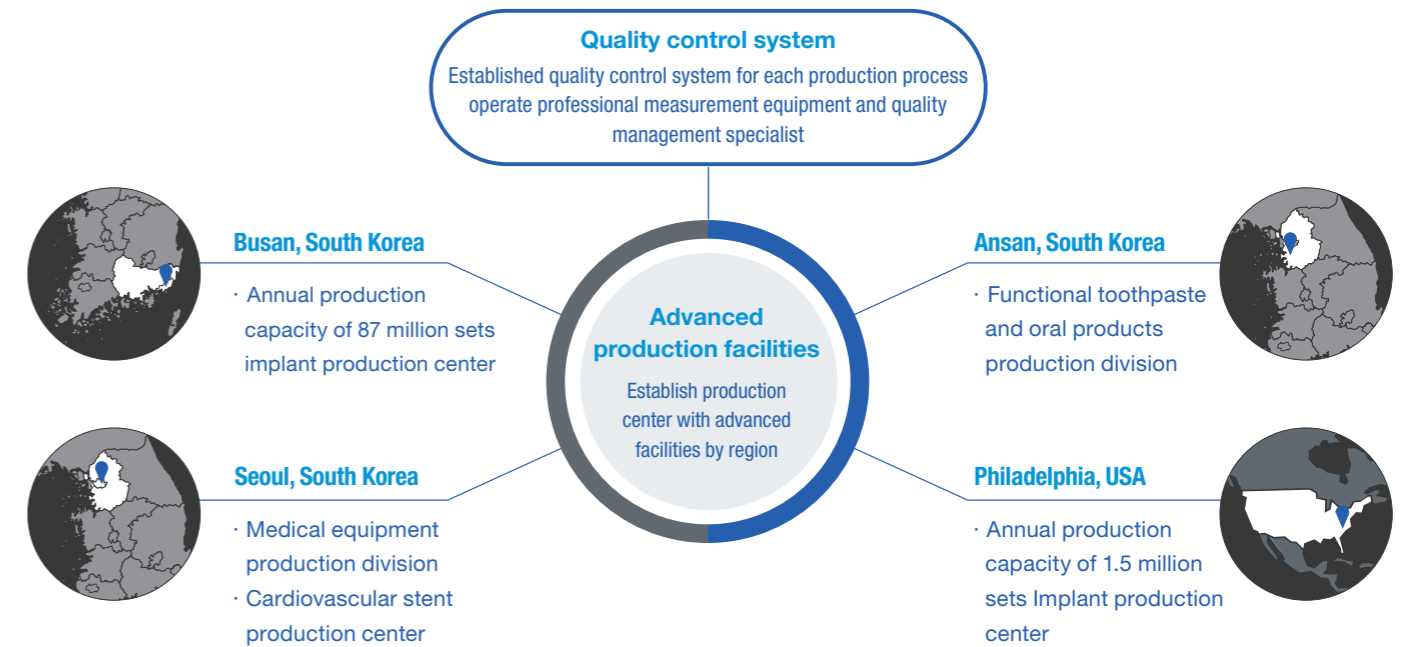 Quality control system
Established quality control system for each production process
operate professional measurement equipment and quality
management specialist
Busan, South Korea
· Annual production
capacity of 87 million sets
implant production center
Seoul, South Korea
· Medical equipment
production division
· Cardiovascular stent
production center
Advanced
production facilities
Establish production
center with advanced
facilities by region
Ansan, South Korea
· Functional toothpaste
and oral products
production division
Philadelphia, USA
· Annual production
capacity of 1.5 million
sets Implant production
center